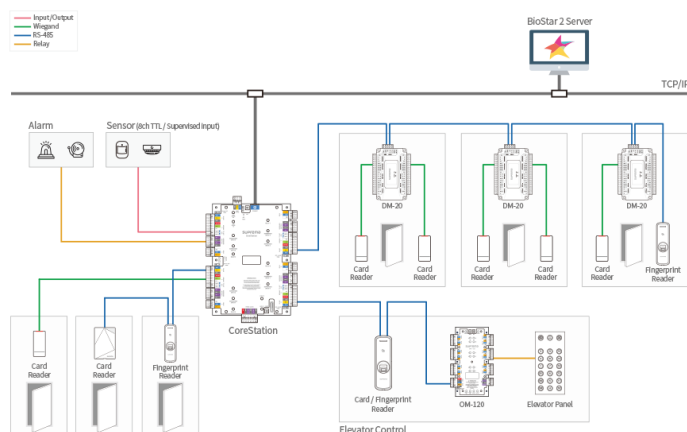 Input/Output
Wiegand
RS-485
Relay
BioStar 2 Server
TCP/IP
Alarm
Sensor (8ch TTL / Supervised Input)
DM-20
DM-20
DM-20
Card
Reader
Card
Reader
Card
Reader
Card
Reader
Card
Reader
Fingerprint
Reader
SUPREMA
CoreStation
Card
Reader
Card
Reader
Fingerprint
Reader
Card / Fingerprint
Reader
OM-120
Elevator Panel
Elevator Control